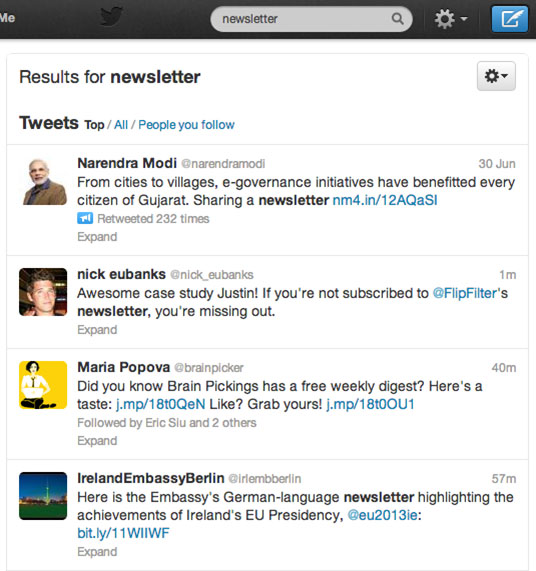 Me
newsletter
Results for newsletter
Tweets Top / All / People you follow
Narendra Modi @narendramodi 30 Jun
From cities to villages, e-governance initiatives have benefitted every
citizen of Gujarat. Sharing a newsletter nm4.in/12AQaSI
Retweeted 232 times
Expand
nick eubanks @nick_eubanks 1m
Awesome case study Justin! If you're not subscribed to @FlipFilter's
newsletter, you're missing out.
Expand
Maria Popova @brainpicker 40m
Did you know Brain Pickings has a free weekly digest? Here's a
taste: j.mp/18t0QeN Like? Grab yours! j.mp/18t0OU1
Followed by Eric Siu and 2 others
Expand
IrelandEmbassyBerlin @irlembberlin 57m
Here is the Embassy's German-language newsletter highlighting the
achievements of Ireland's EU Presidency, @eu2013ie:
bit.ly/11WIIWF
Expand